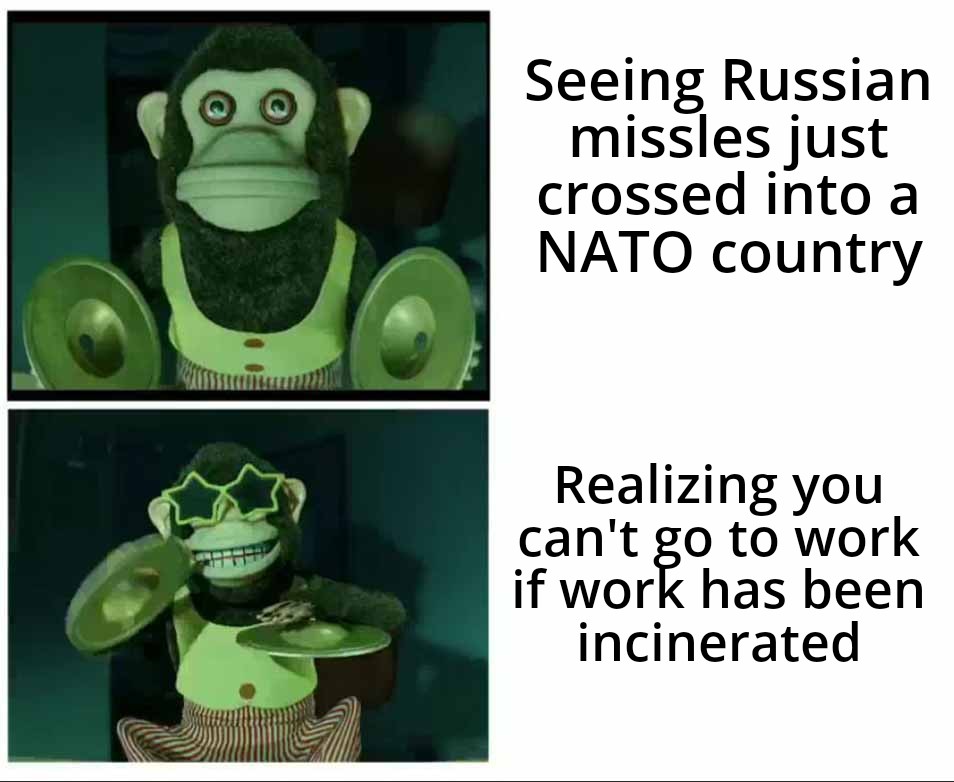 Seeing Russian
missles just
crossed into a
NATO country
Realizing you
can't go to work
if work has been
incinerated